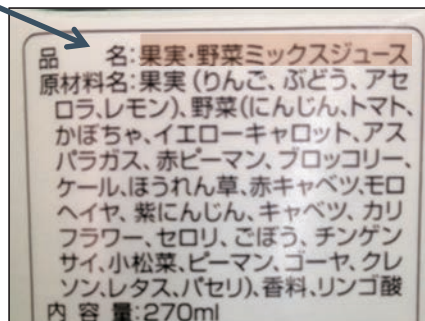 品　　名:果実・野菜ミックスジュース
原材料名:果実(りんご、ぶどう、アセ
ロラ、レモン)、野菜(にんじん、トマト、
かぼちゃ、イエローキャロット、アス
パラガス、赤ピーマン、ブロッコリー、
ケール、ほうれん草、赤キャベツ、モロ
ヘイヤ、紫にんじん、キャベツ、カリ
フラワー、セロリ、ごぼう、チンゲン
サイ、小松菜、ピーマン、ゴーヤ、クレ
ソン、レタス、パセリ)、香料、リンゴ酸
内 容 量:270ml